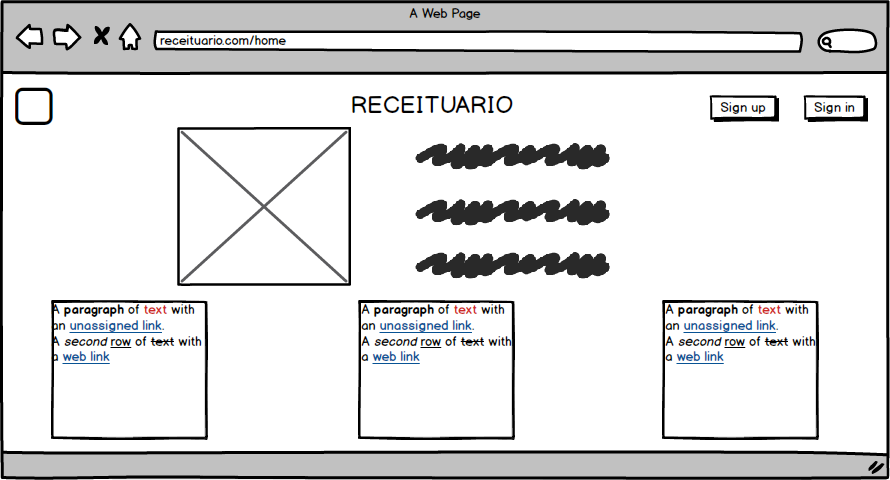 A Web Page
receituario.com/home
RECEITUARIO
Sign up
Sign in
A paragraph of text with
an unassigned link.
A second row of text with
a web link
A paragraph of text with
an unassigned link.
A second row of text with
a web link
A paragraph of text with
an unassigned link.
A second row of text with
a web link